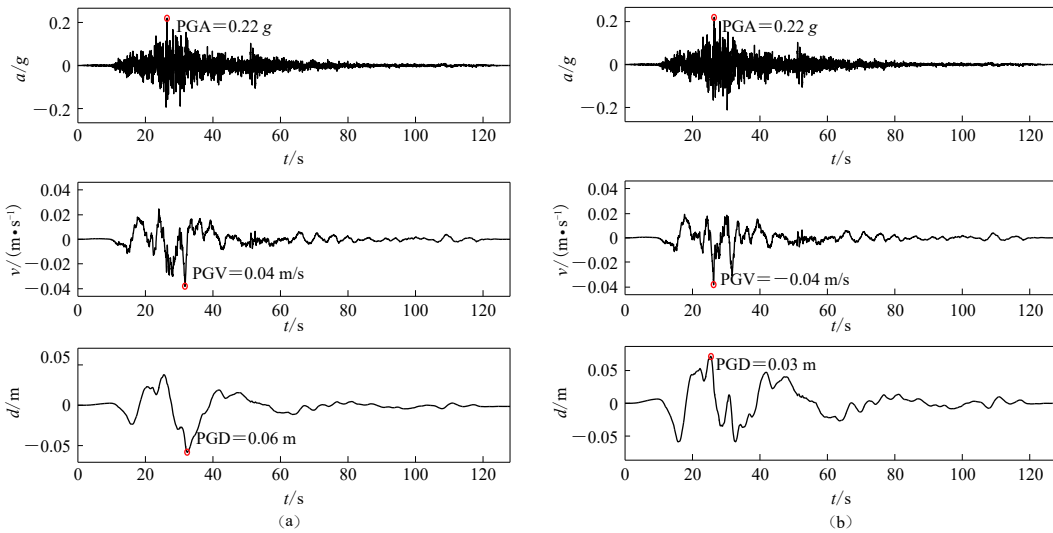 0.2
0
－0.2
a/g
PGA＝0.22 g
0 20 40 60 80 100 120
t/s
0.04
0.02
0
－0.02
－0.04
v/(m•s⁻¹)
PGV＝0.04 m/s
0 20 40 60 80 100 120
t/s
0.05
0
－0.05
d/m
PGD＝0.06 m
0 20 40 60 80 100 120
t/s
(a)
0.2
0
－0.2
a/g
PGA＝0.22 g
0 20 40 60 80 100 120
t/s
0.04
0.02
0
－0.02
－0.04
v/(m•s⁻¹)
PGV＝－0.04 m/s
0 20 40 60 80 100 120
t/s
0.05
0
－0.05
d/m
PGD＝0.03 m
0 20 40 60 80 100 120
t/s
(b)